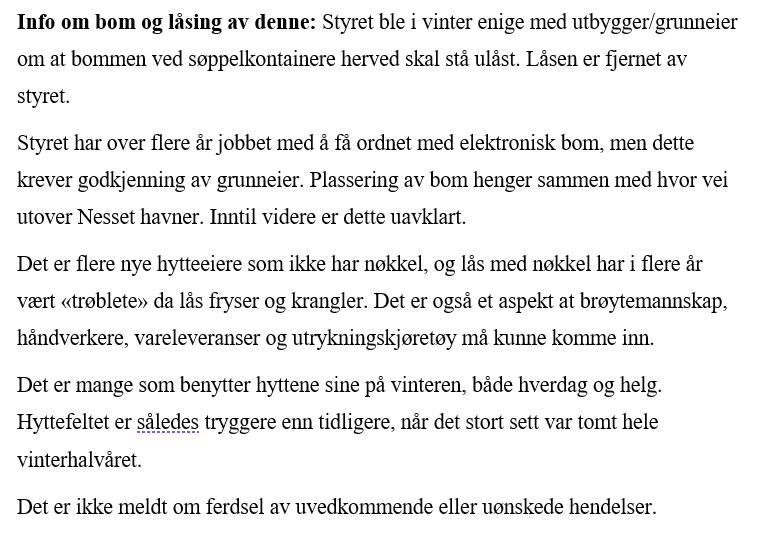 Info om bom og låsing av denne: Styret ble i vinter enige med utbygger/grunneier
om at bommen ved søppelkontainere herved skal stå ulåst. Låsen er fjernet av
styret.
Styret har over flere år jobbet med å få ordnet med elektronisk bom, men dette
krever godkjenning av grunneier. Plassering av bom henger sammen med hvor vei
utover Nesset havner. Inntil videre er dette uavklart.
Det er flere nye hytteeiere som ikke har nøkkel, og lås med nøkkel har i flere år
vært «trøblete» da lås fryser og krangler. Det er også et aspekt at brøytemannskap,
håndverkere, vareleveranser og utrykningskjøretøy må kunne komme inn.
Det er mange som benytter hyttene sine på vinteren, både hverdag og helg.
Hyttefeltet er således tryggere enn tidligere, når det stort sett var tomt hele
vinterhalvåret.
Det er ikke meldt om ferdsel av uvedkommende eller uønskede hendelser.